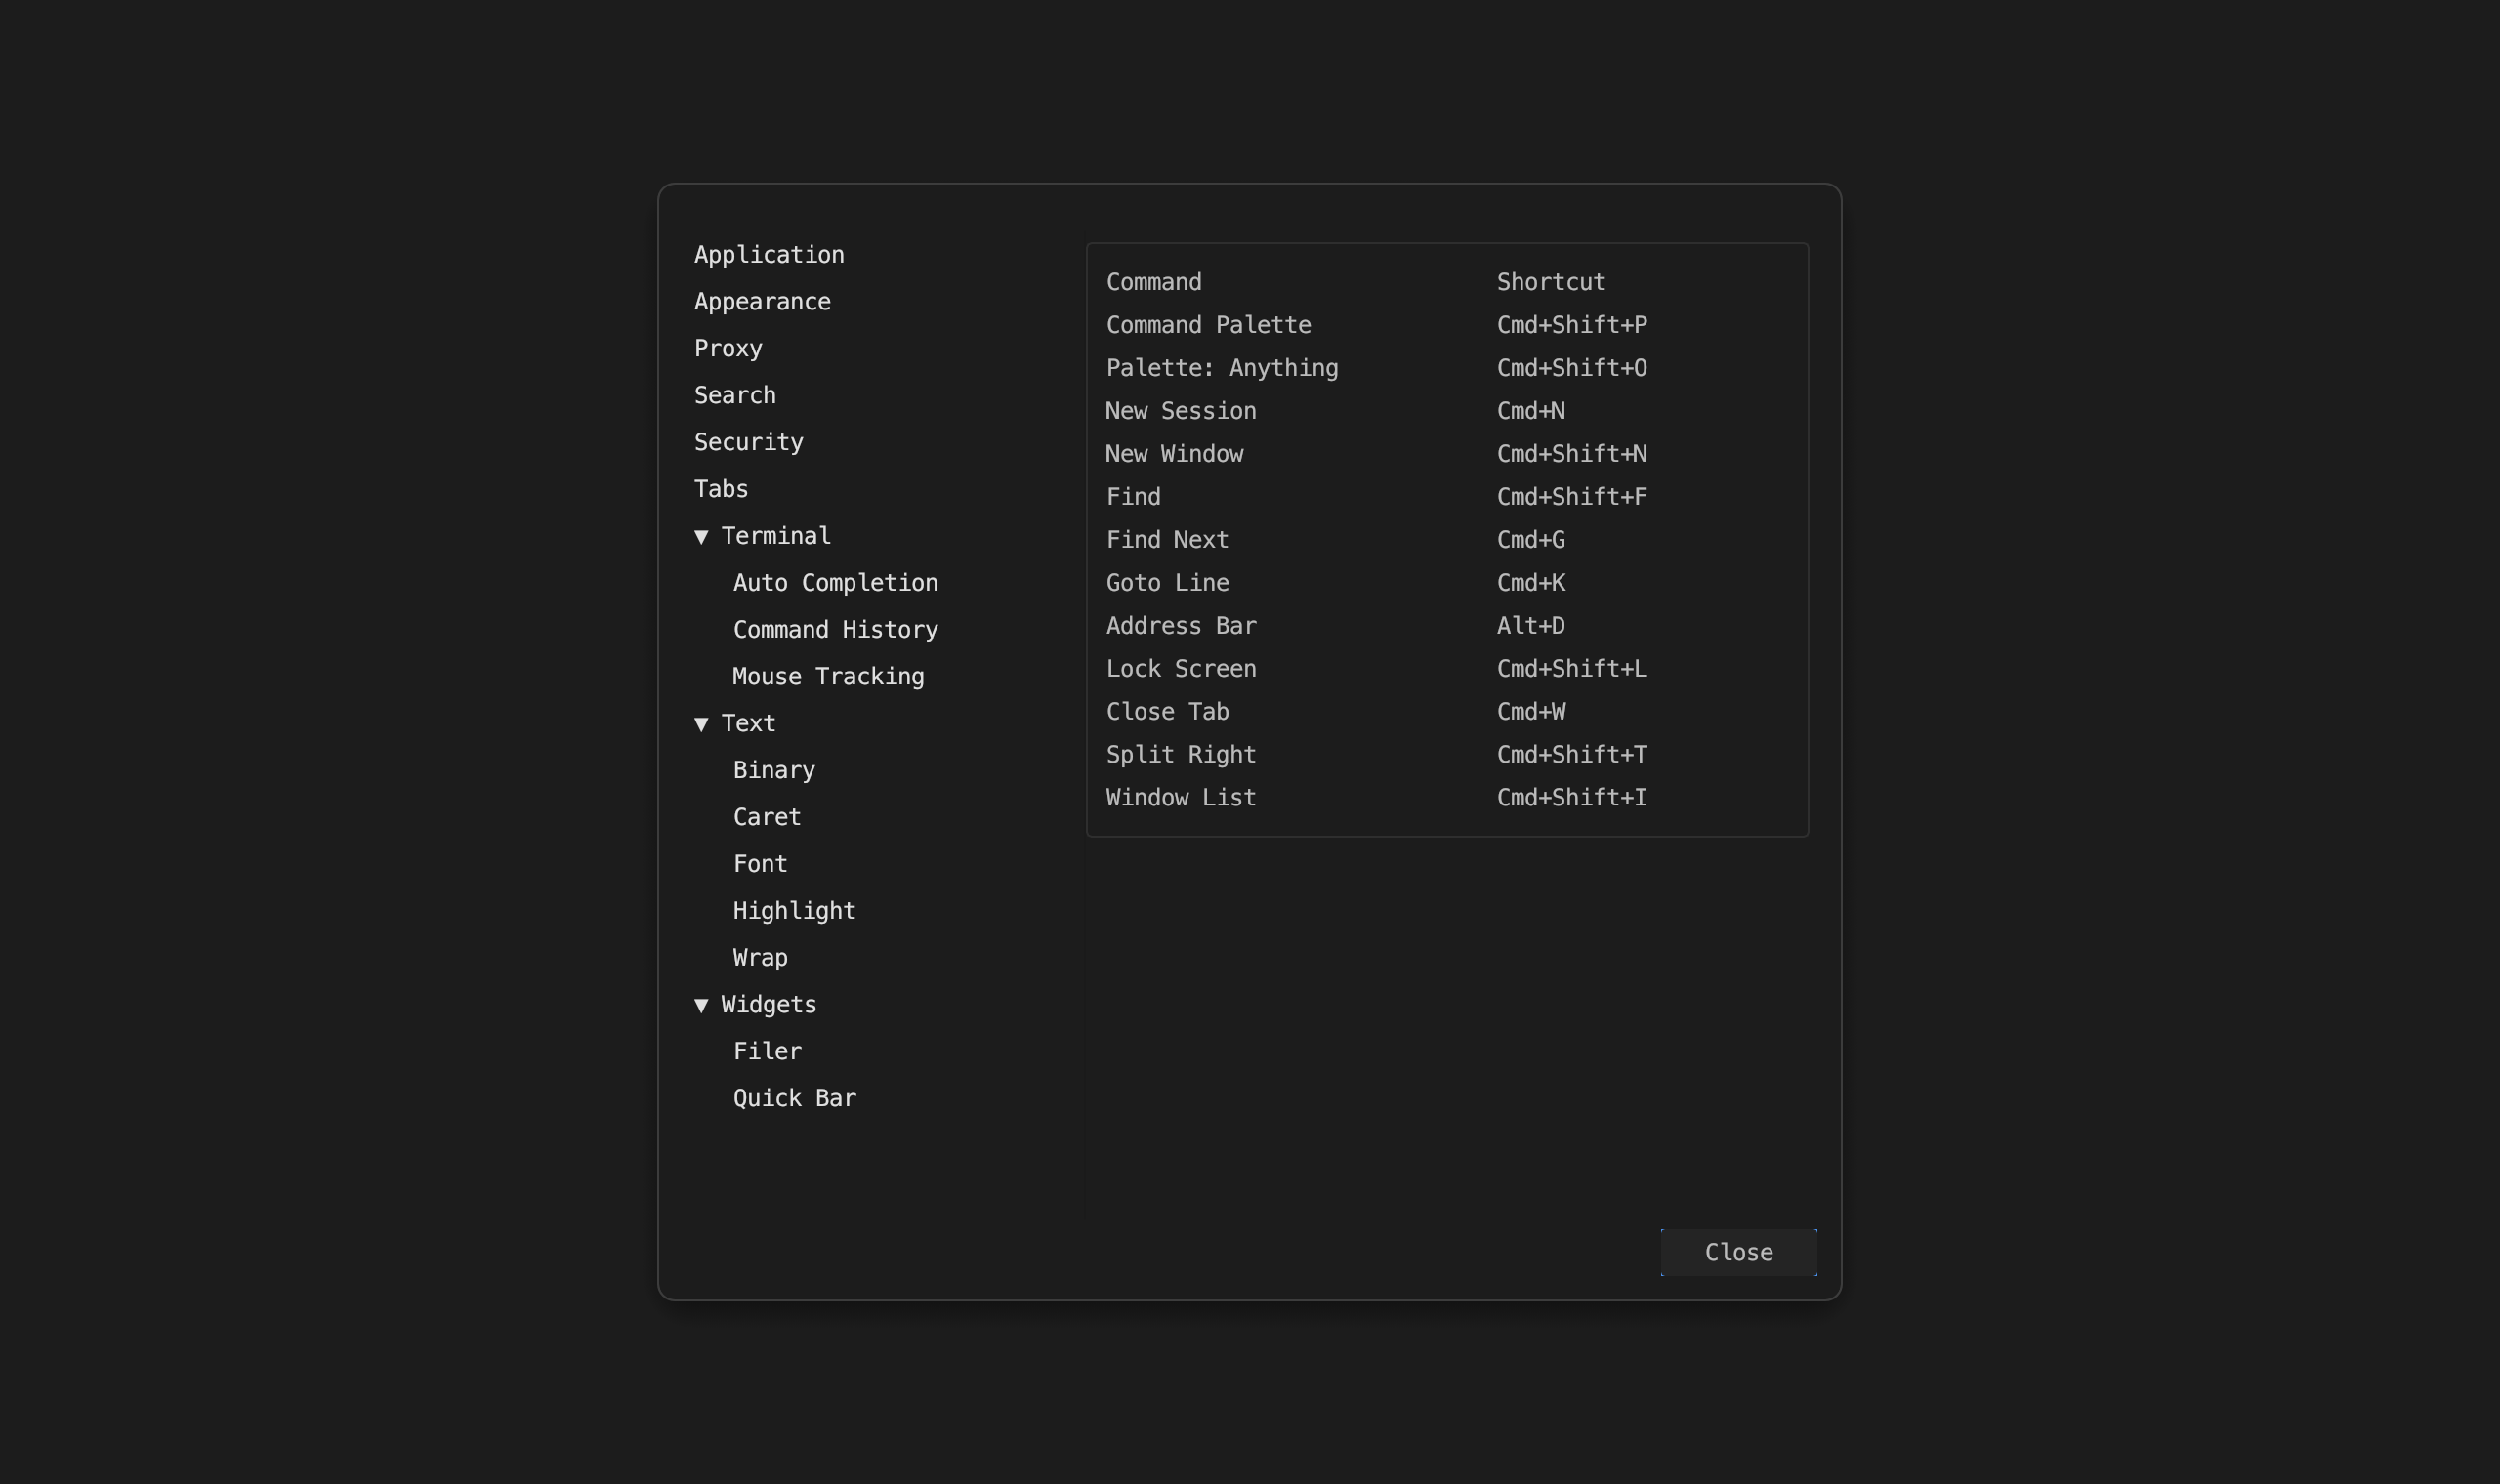 Application
Appearance
Proxy
Search
Security
Tabs
▼ Terminal
Auto Completion
Command History
Mouse Tracking
▼ Text
Binary
Caret
Font
Highlight
Wrap
▼ Widgets
Filer
Quick Bar
Command Shortcut
Command Palette Cmd+Shift+P
Palette: Anything Cmd+Shift+O
New Session Cmd+N
New Window Cmd+Shift+N
Find Cmd+Shift+F
Find Next Cmd+G
Goto Line Cmd+K
Address Bar Alt+D
Lock Screen Cmd+Shift+L
Close Tab Cmd+W
Split Right Cmd+Shift+T
Window List Cmd+Shift+I
Close